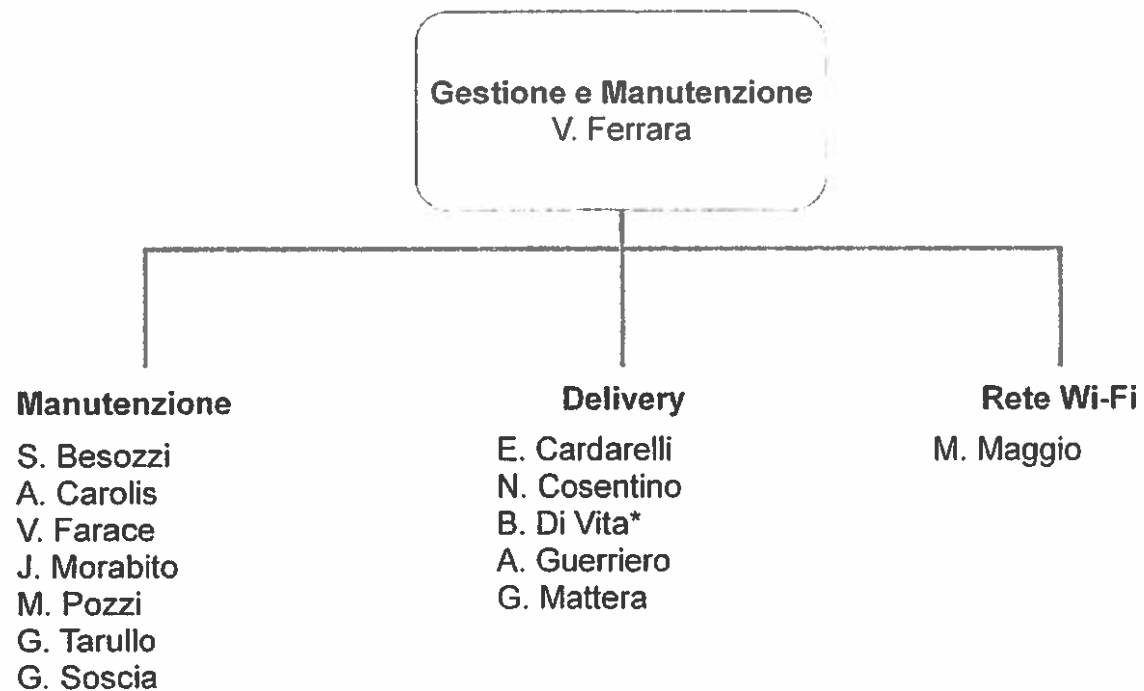 Gestione e Manutenzione
V. Ferrara
Manutenzione
S. Besozzi
A. Carolis
V. Farace
J. Morabito
M. Pozzi
G. Tarullo
G. Soscia
Delivery
E. Cardarelli
N. Cosentino
B. Di Vita*
A. Guerriero
G. Mattera
Rete Wi-Fi
M. Maggio